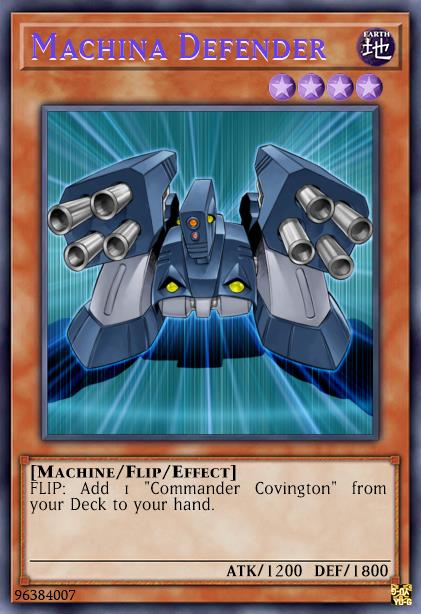 Machina Defender
EARTH
地
[Machine/Flip/Effect]
FLIP: Add 1 "Commander Covington" from
your Deck to your hand.
ATK/1200 DEF/1800
96384007